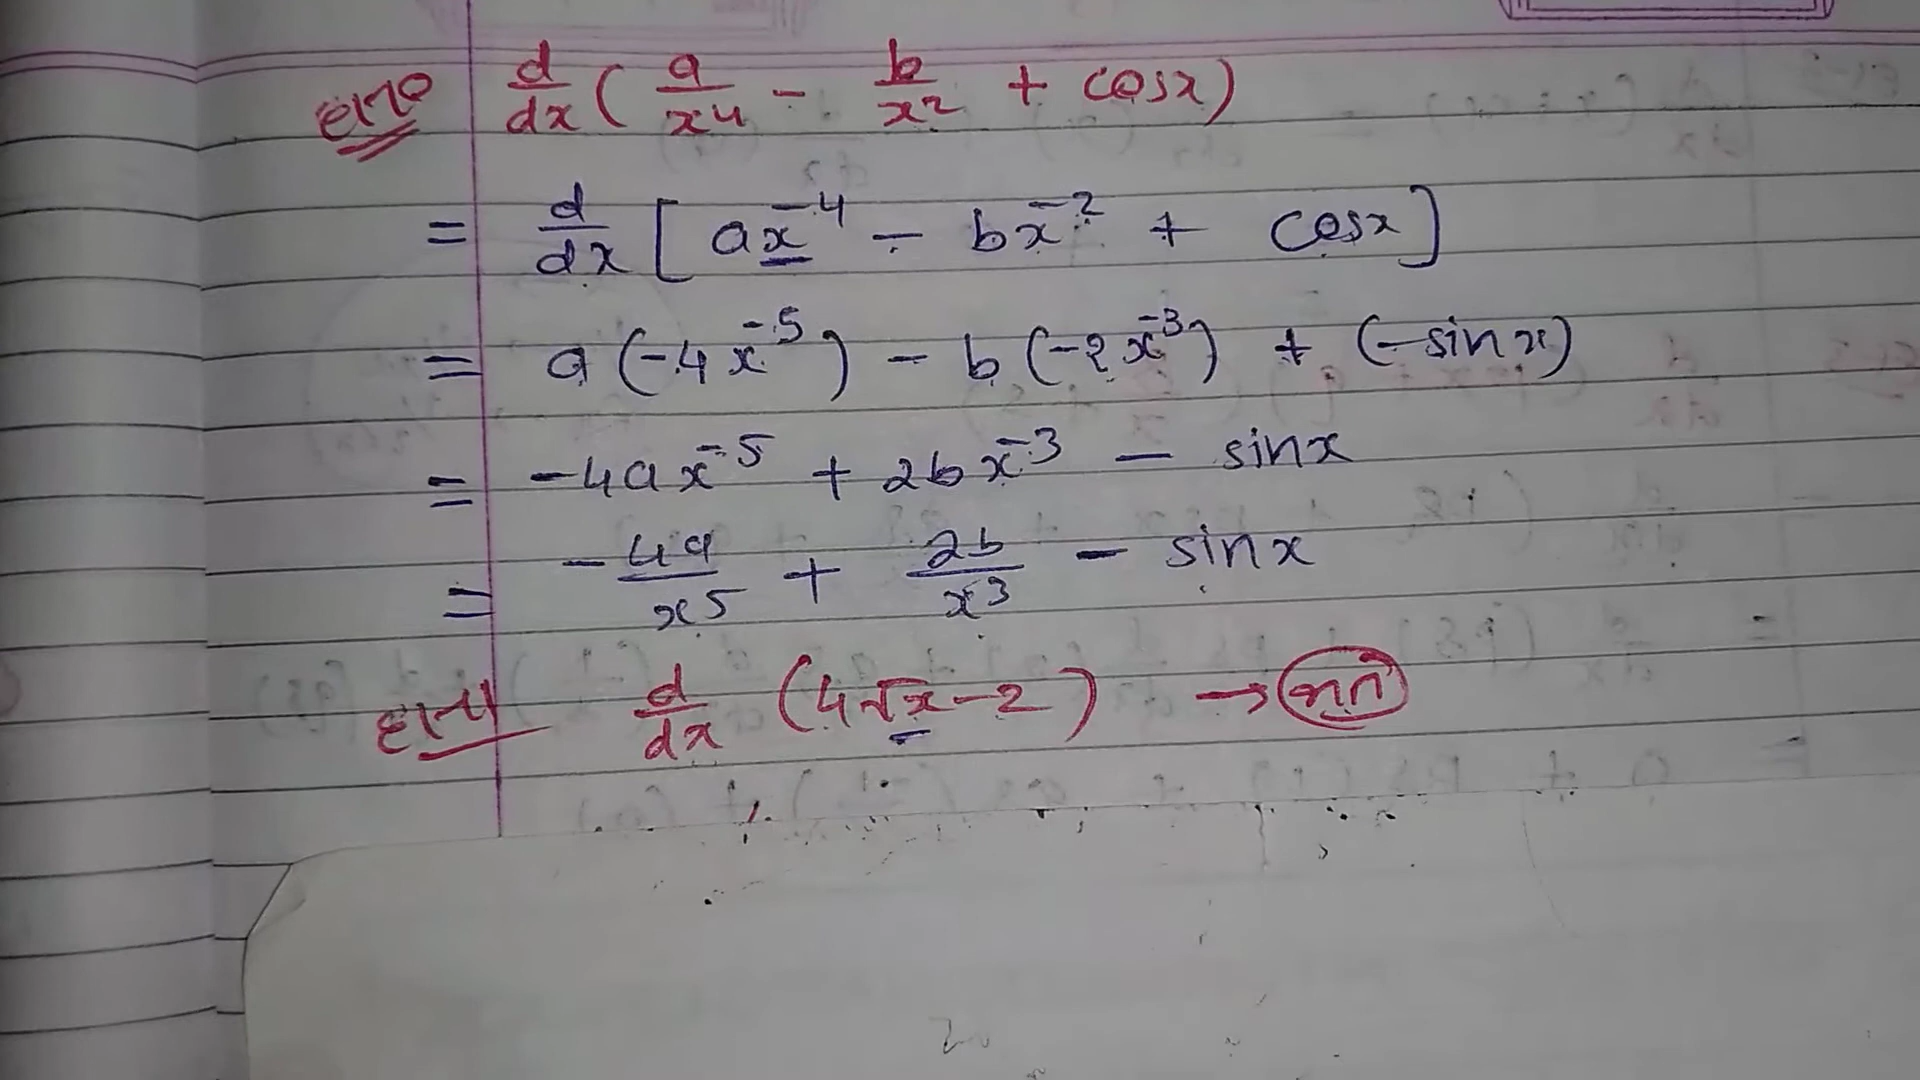 d/dx ( a/x⁴ - b/x² + cosx )
= d/dx [ ax⁻⁴ - bx⁻² + cosx ]
= a(-4x⁻⁵) - b(-2x⁻³) + (-sinx)
= -4ax⁻⁵ + 2bx⁻³ - sinx
= -4a/x⁵ + 2b/x³ - sinx
d/dx (4√x - 2) →